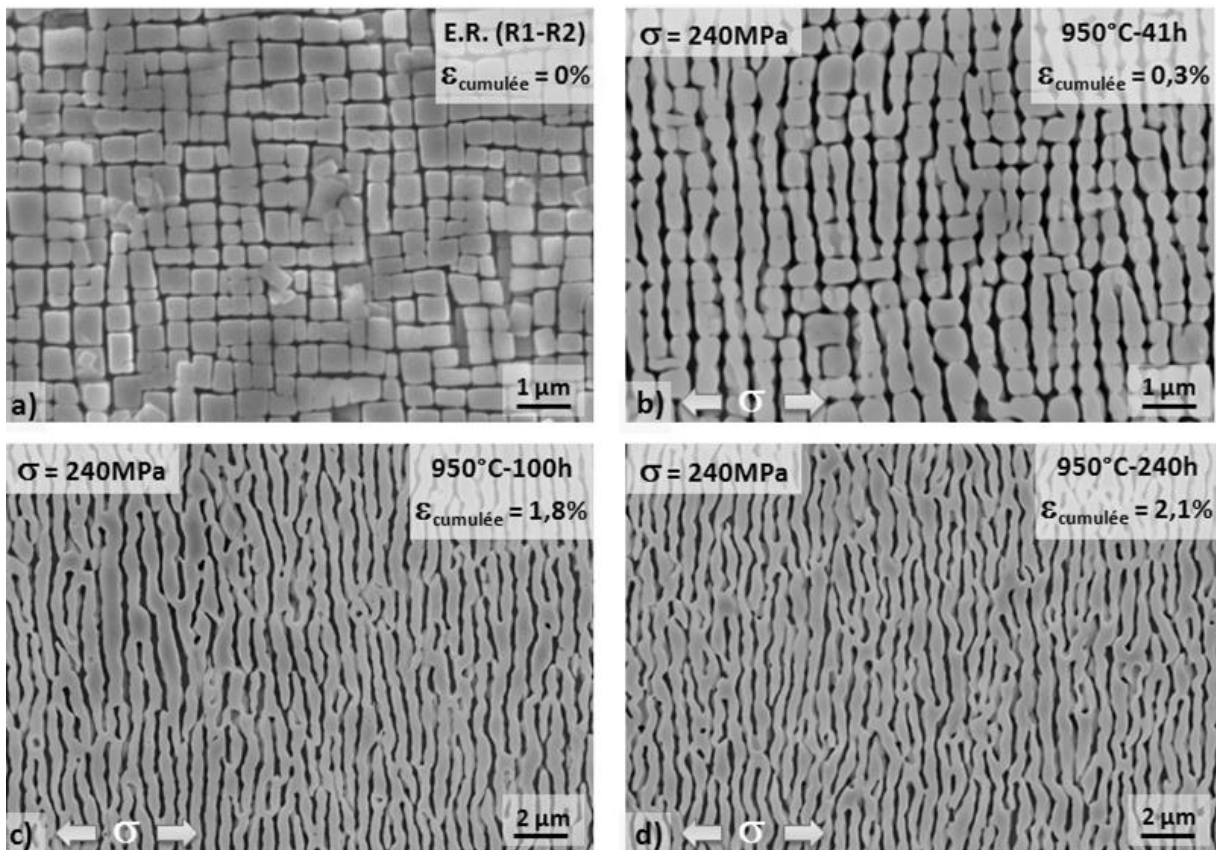 E.R. (R1-R2)
εcumulée = 0%
1 µm
a)
σ = 240MPa
950°C-41h
εcumulée = 0,3%
1 µm
b)
σ
σ = 240MPa
950°C-100h
εcumulée = 1,8%
2 µm
c)
σ
σ = 240MPa
950°C-240h
εcumulée = 2,1%
2 µm
d)
σ